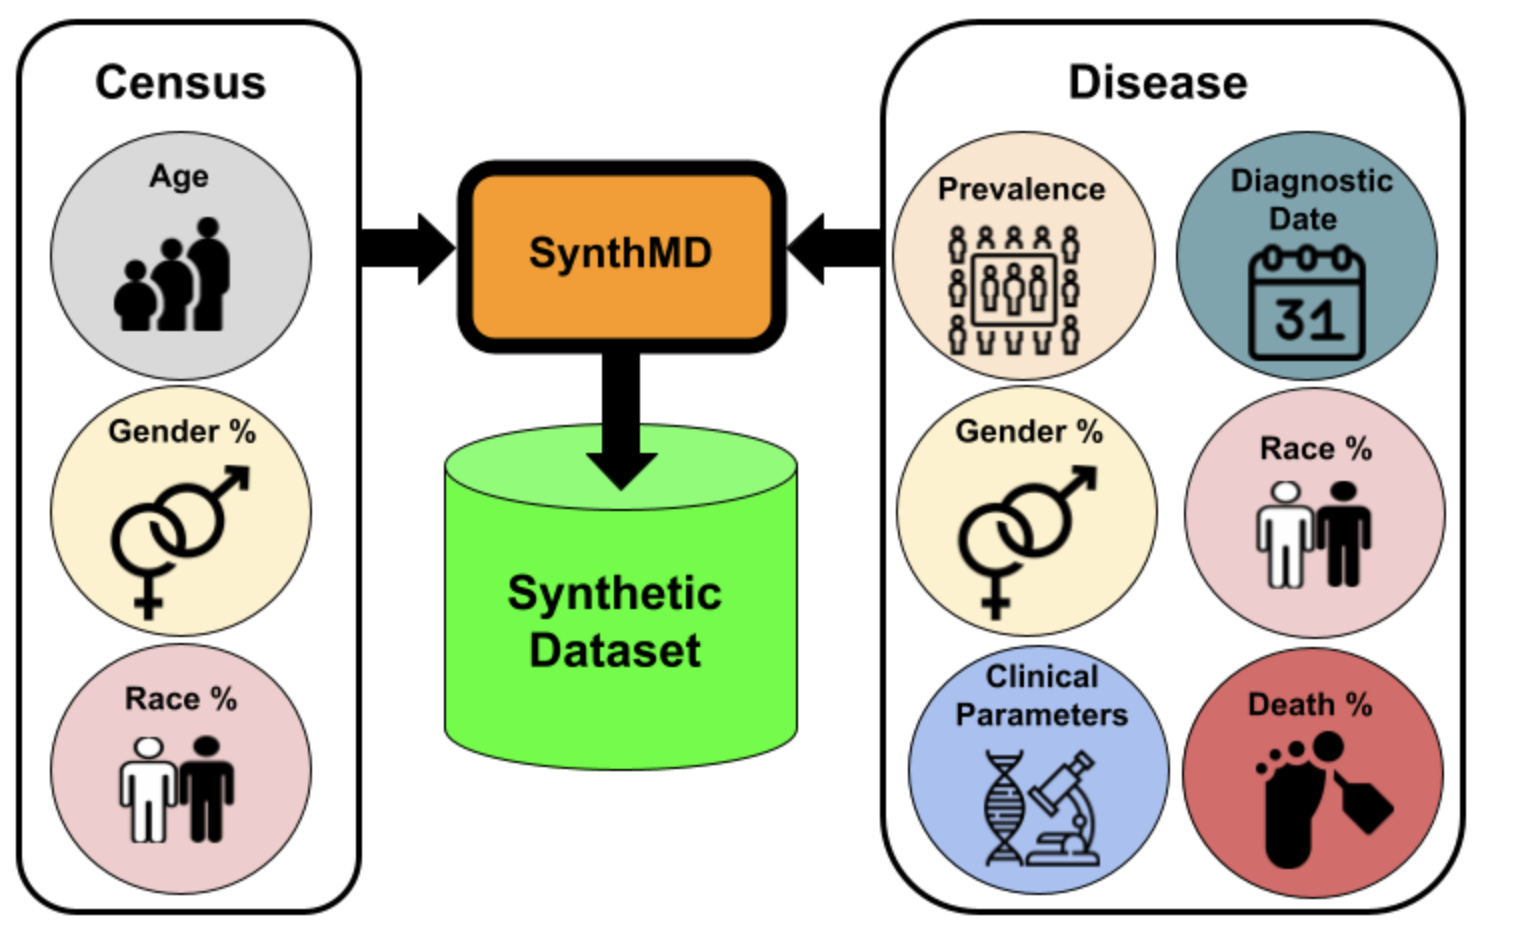 Census
Age
Gender %
Race %
SynthMD
Synthetic
Dataset
Disease
Prevalence
Diagnostic
Date
31
Gender %
Race %
Clinical
Parameters
Death %